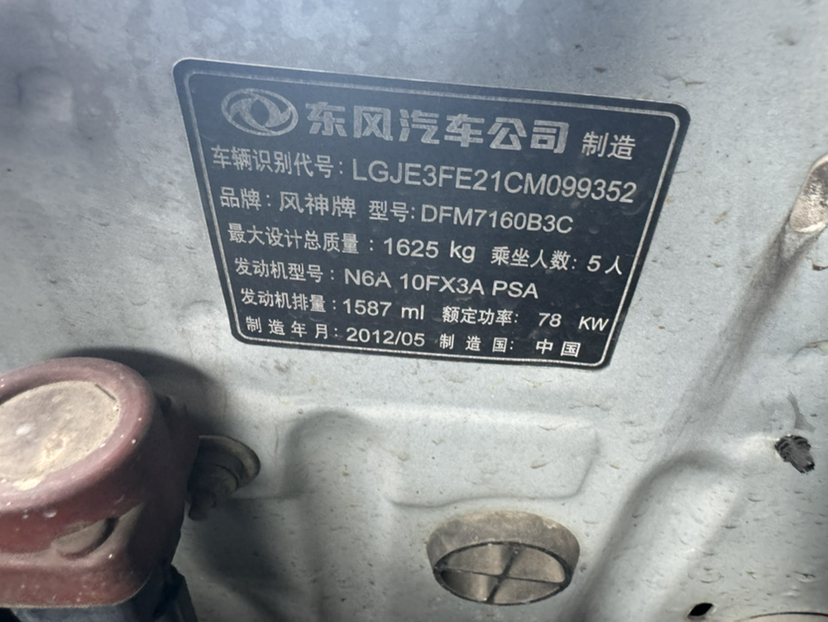 东风汽车公司 制造
车辆识别代号: LGJE3FE21CM099352
品牌: 风神牌 型号: DFM7160B3C
最大设计总质量: 1625 kg 乘坐人数: 5人
发动机型号: N6A 10FX3A PSA
发动机排量: 1587 ml 额定功率: 78 KW
制造年月: 2012/05 制造国: 中国